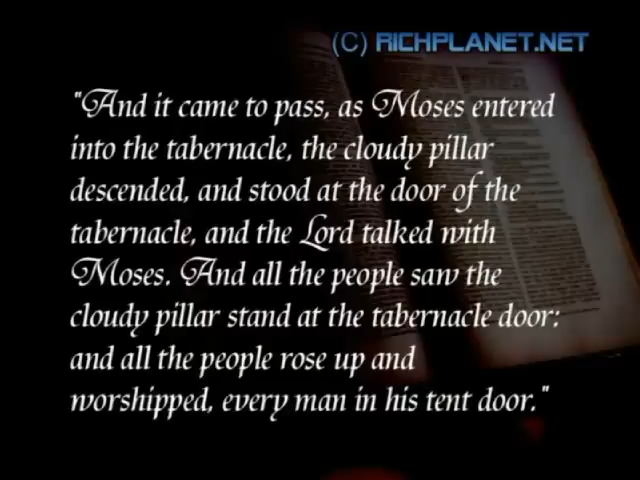 (C) RICHPLANET.NET
"And it came to pass, as Moses entered
into the tabernacle, the cloudy pillar
descended, and stood at the door of the
tabernacle, and the Lord talked with
Moses. And all the people saw the
cloudy pillar stand at the tabernacle door:
and all the people rose up and
worshipped, every man in his tent door."